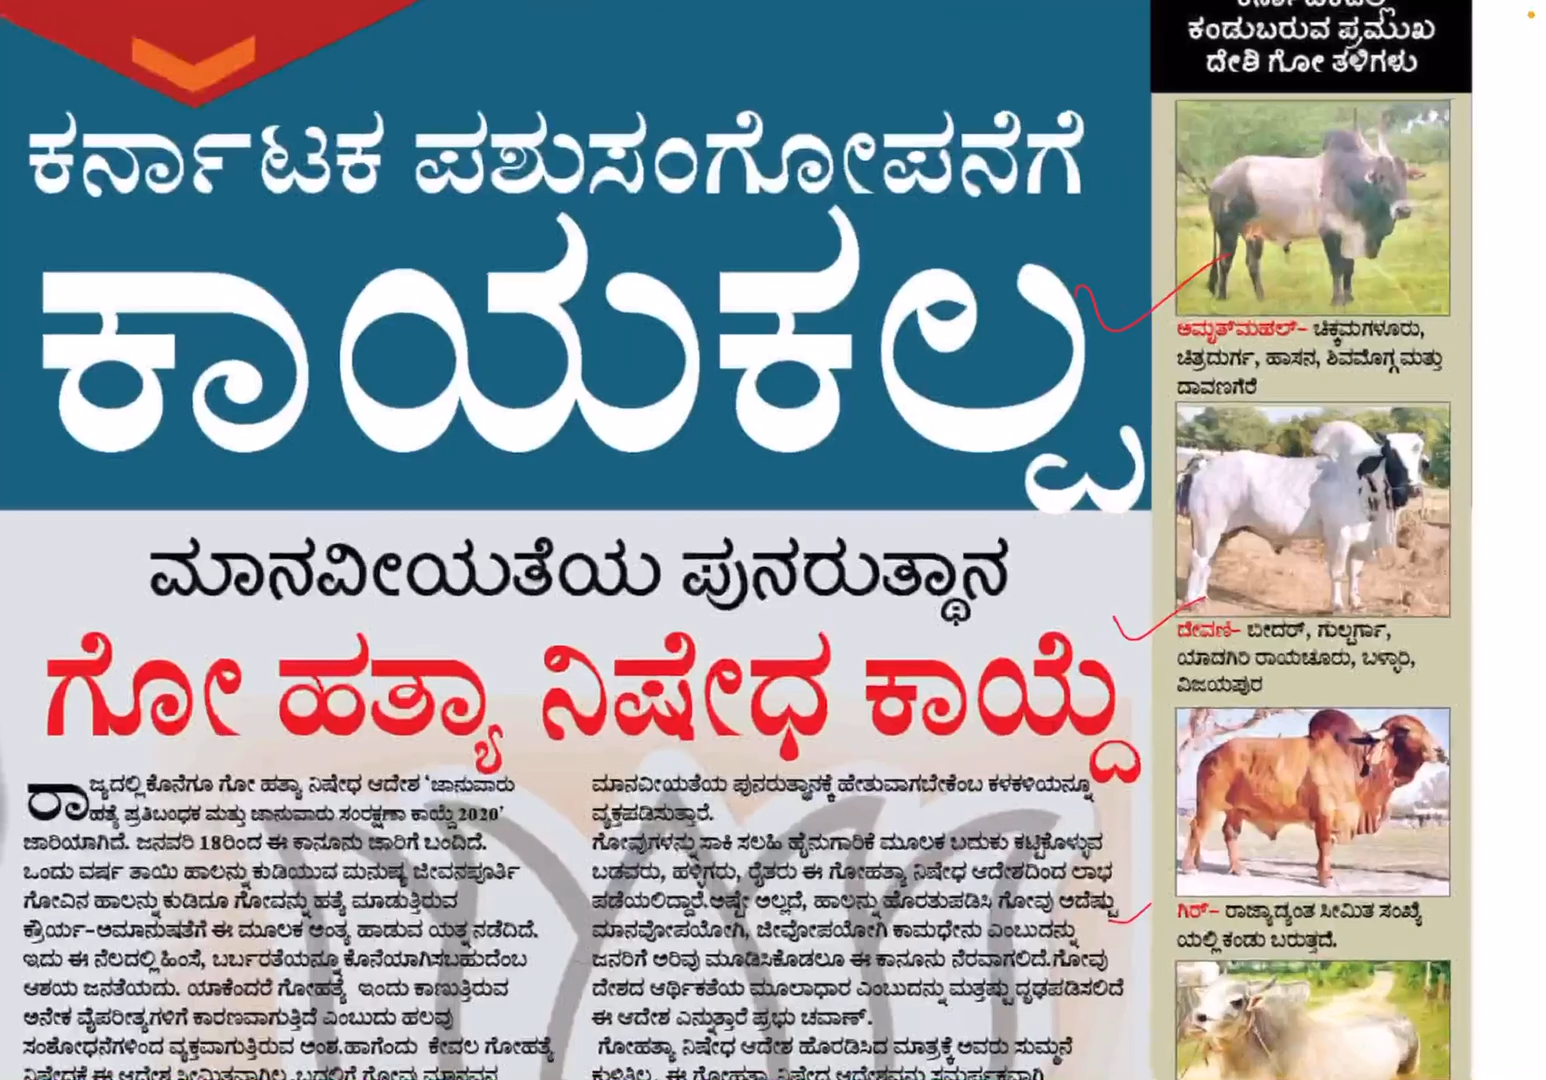 ಕರ್ನಾಟಕ ಪಶುಸಂಗೋಪನೆಗೆ
ಕಾಯಕಲ್ಪ
ಮಾನವೀಯತೆಯ ಪುನರುತ್ಥಾನ
ಗೋ ಹತ್ಯಾ ನಿಷೇಧ ಕಾಯ್ದೆ
ರಾಜ್ಯದಲ್ಲಿ ಕೊನೆಗೂ ಗೋ ಹತ್ಯಾ ನಿಷೇಧ ಆದೇಶ ‘ಜಾನುವಾರು
ಹತ್ಯೆ ಪ್ರತಿಬಂಧಕ ಮತ್ತು ಜಾನುವಾರು ಸಂರಕ್ಷಣಾ ಕಾಯ್ದೆ 2020’
ಜಾರಿಯಾಗಿದೆ. ಜನವರಿ 18ರಿಂದ ಈ ಕಾನೂನು ಜಾರಿಗೆ ಬಂದಿದೆ.
ಒಂದು ವರ್ಷ ತಾಯಿ ಹಾಲನ್ನು ಕುಡಿಯುವ ಮನುಷ್ಯ ಜೀವನಪೂರ್ತಿ
ಗೋವಿನ ಹಾಲನ್ನು ಕುಡಿದೂ ಗೋವನ್ನು ಹತ್ಯೆ ಮಾಡುತ್ತಿರುವ
ಕ್ರೌರ್ಯ-ಅಮಾನುಷತೆಗೆ ಈ ಮೂಲಕ ಅಂತ್ಯ ಹಾಡುವ ಯತ್ನ ನಡೆದಿದೆ.
ಇದು ಈ ನೆಲದಲ್ಲಿ ಹಿಂಸೆ, ಬರ್ಬರತೆಯನ್ನೂ ಕೊನೆಯಾಗಿಸಬಹುದೆಂಬ
ಆಶಯ ಜನತೆಯದು. ಯಾಕೆಂದರೆ ಗೋಹತ್ಯೆ ಇಂದು ಕಾಣುತ್ತಿರುವ
ಅನೇಕ ವೈಪರೀತ್ಯಗಳಿಗೆ ಕಾರಣವಾಗುತ್ತಿದೆ ಎಂಬುದು ಹಲವು
ಸಂಶೋಧನೆಗಳಿಂದ ವ್ಯಕ್ತವಾಗುತ್ತಿರುವ ಅಂಶ.ಹಾಗೆಂದು ಕೇವಲ ಗೋಹತ್ಯೆ
ಮಾನವೀಯತೆಯ ಪುನರುತ್ಥಾನಕ್ಕೆ ಹೇತುವಾಗಬೇಕೆಂಬ ಕಳಕಳಿಯನ್ನೂ
ವ್ಯಕ್ತಪಡಿಸುತ್ತಾರೆ.
ಗೋವುಗಳನ್ನು ಸಾಕಿ ಸಲಹಿ ಹೈನುಗಾರಿಕೆ ಮೂಲಕ ಬದುಕು ಕಟ್ಟಿಕೊಳ್ಳುವ
ಬಡವರು, ಹಳ್ಳಿಗರು, ರೈತರು ಈ ಗೋಹತ್ಯಾ ನಿಷೇಧ ಆದೇಶದಿಂದ ಲಾಭ
ಪಡೆಯಲಿದ್ದಾರೆ.ಅಷ್ಟೇ ಅಲ್ಲದೆ, ಹಾಲನ್ನು ಹೊರತುಪಡಿಸಿ ಗೋವು ಅದೆಷ್ಟು
ಮಾನವೋಪಯೋಗಿ, ಜೀವೋಪಯೋಗಿ ಕಾಮಧೇನು ಎಂಬುದನ್ನು
ಜನರಿಗೆ ಅರಿವು ಮೂಡಿಸಿಕೊಡಲೂ ಈ ಕಾನೂನು ನೆರವಾಗಲಿದೆ.ಗೋವು
ದೇಶದ ಆರ್ಥಿಕತೆಯ ಮೂಲಾಧಾರ ಎಂಬುದನ್ನು ಮತ್ತಷ್ಟು ದೃಢಪಡಿಸಲಿದೆ
ಈ ಆದೇಶ ಎನ್ನುತ್ತಾರೆ ಪ್ರಭು ಚವಾಣ್.
ಗೋಹತ್ಯಾ ನಿಷೇಧ ಆದೇಶ ಹೊರಡಿಸಿದ ಮಾತ್ರಕ್ಕೆ ಅವರು ಸುಮ್ಮನೆ
ಕಂಡುಬರುವ ಪ್ರಮುಖ
ದೇಶಿ ಗೋ ತಳಿಗಳು
ಅಮೃತ್‌ಮಹಲ್- ಚಿಕ್ಕಮಗಳೂರು,
ಚಿತ್ರದುರ್ಗ, ಹಾಸನ, ಶಿವಮೊಗ್ಗ ಮತ್ತು
ದಾವಣಗೆರೆ
ದೇವಣಿ- ಬೀದರ್, ಗುಲ್ಬರ್ಗಾ,
ಯಾದಗಿರಿ ರಾಯಚೂರು, ಬಳ್ಳಾರಿ,
ವಿಜಯಪುರ
ಗಿರ್- ರಾಜ್ಯಾದ್ಯಂತ ಸೀಮಿತ ಸಂಖ್ಯೆ
ಯಲ್ಲಿ ಕಂಡು ಬರುತ್ತದೆ.